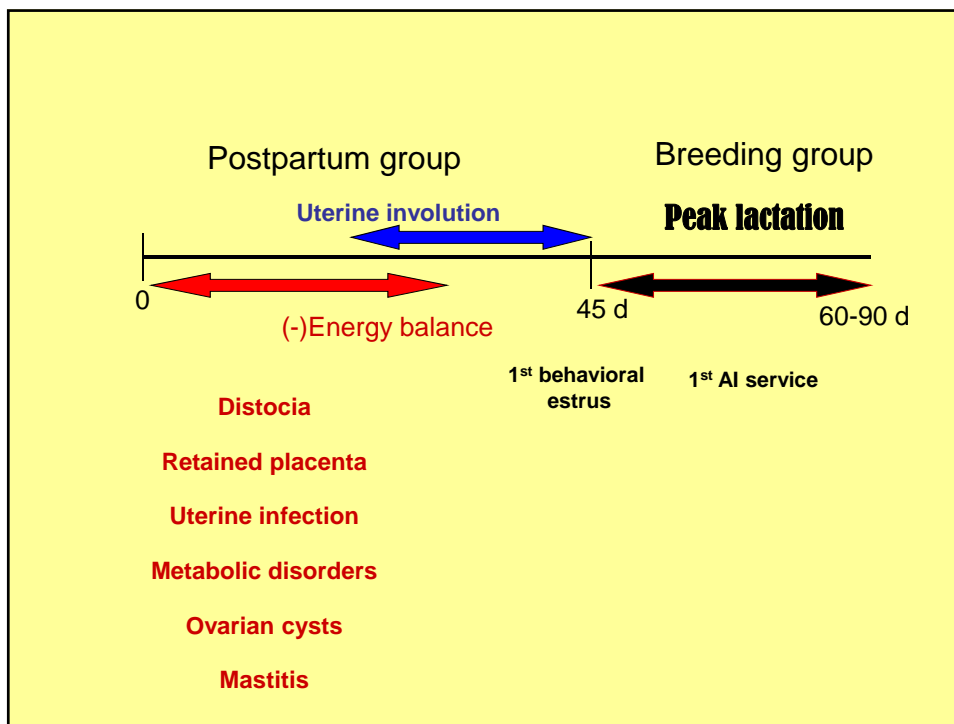 Postpartum group
Breeding group
Uterine involution
Peak lactation
0
45 d
60-90 d
(-)Energy balance
1st behavioral
estrus
1st AI service
Distocia
Retained placenta
Uterine infection
Metabolic disorders
Ovarian cysts
Mastitis